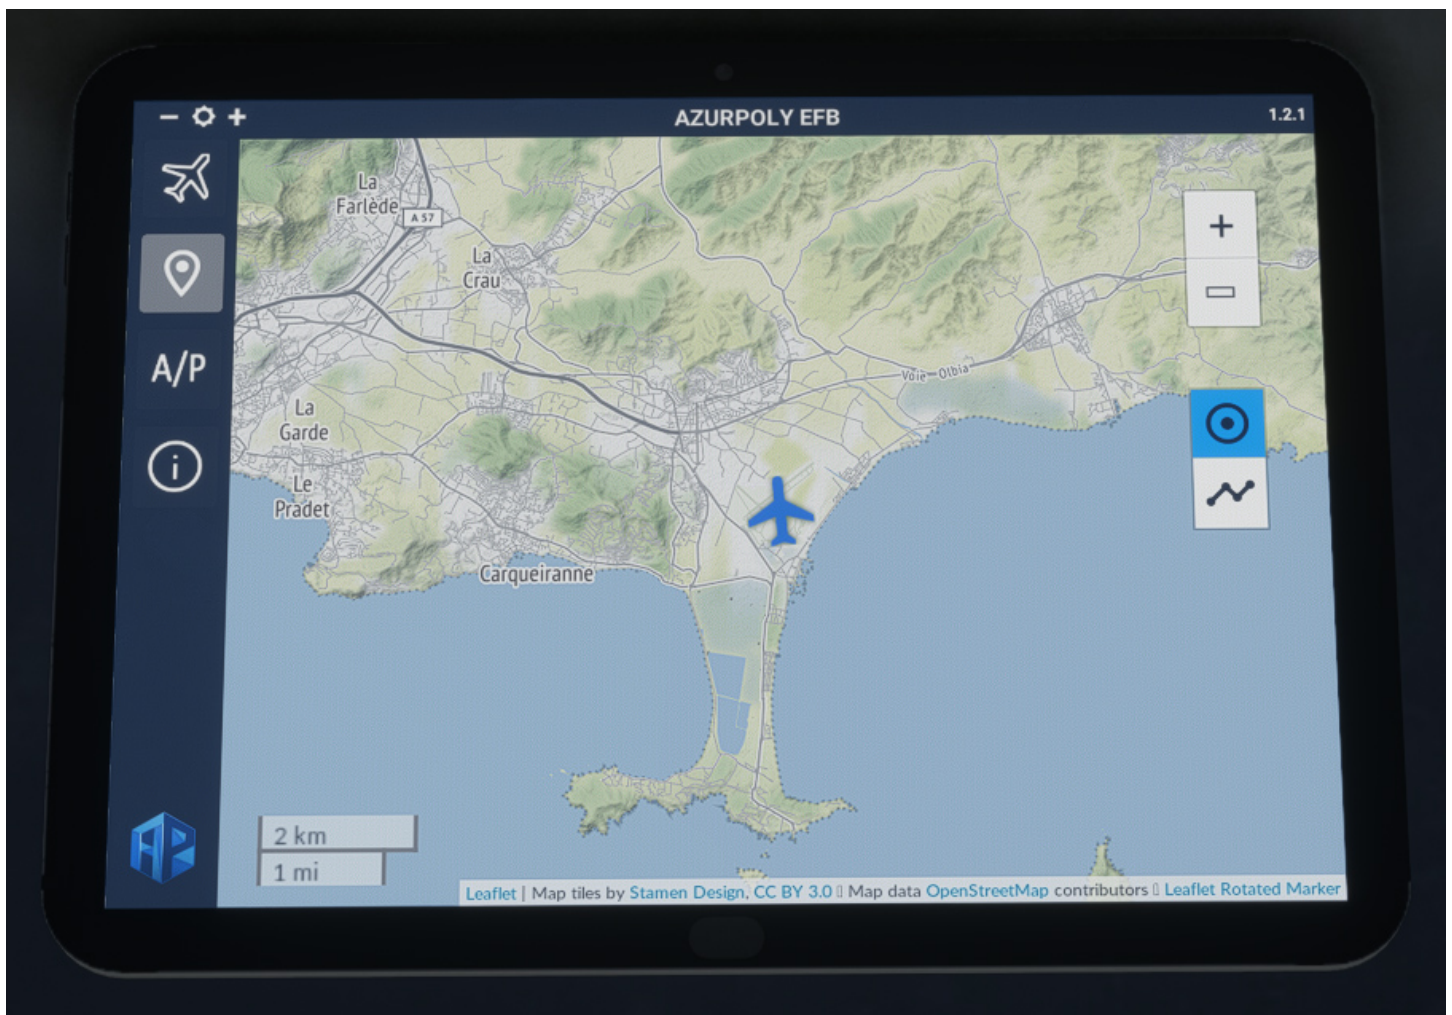 AZURPOLY EFB
1.2.1
La
Farlède
A 57
La
Crau
A/P
Voie Olbia
La
Garde
Le
Pradet
Carqueiranne
2 km
1 mi
Leaflet | Map tiles by Stamen Design, CC BY 3.0 ▯ Map data OpenStreetMap contributors ▯ Leaflet Rotated Marker